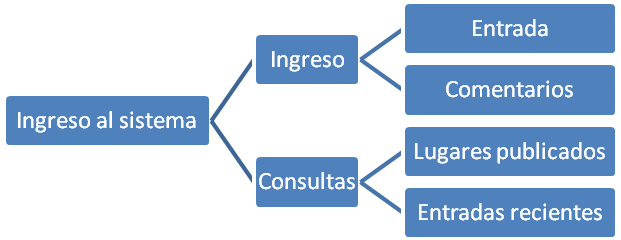 Ingreso al sistema
Ingreso
Entrada
Comentarios
Consultas
Lugares publicados
Entradas recientes